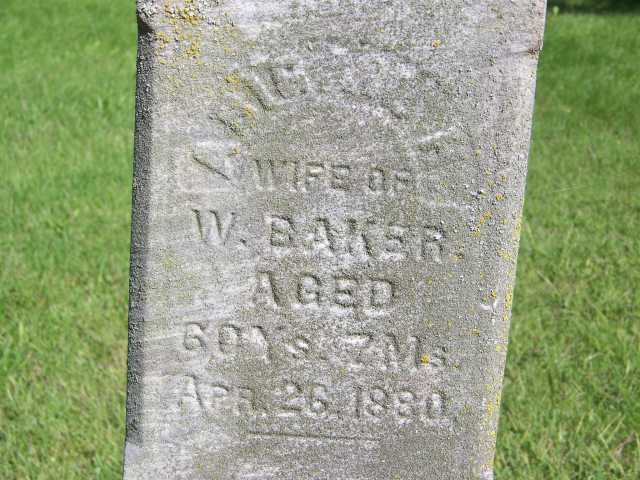 WIFE OF
W. BAKER
AGED
60 Ys. 7 Ms.
APR. 26. 1880.